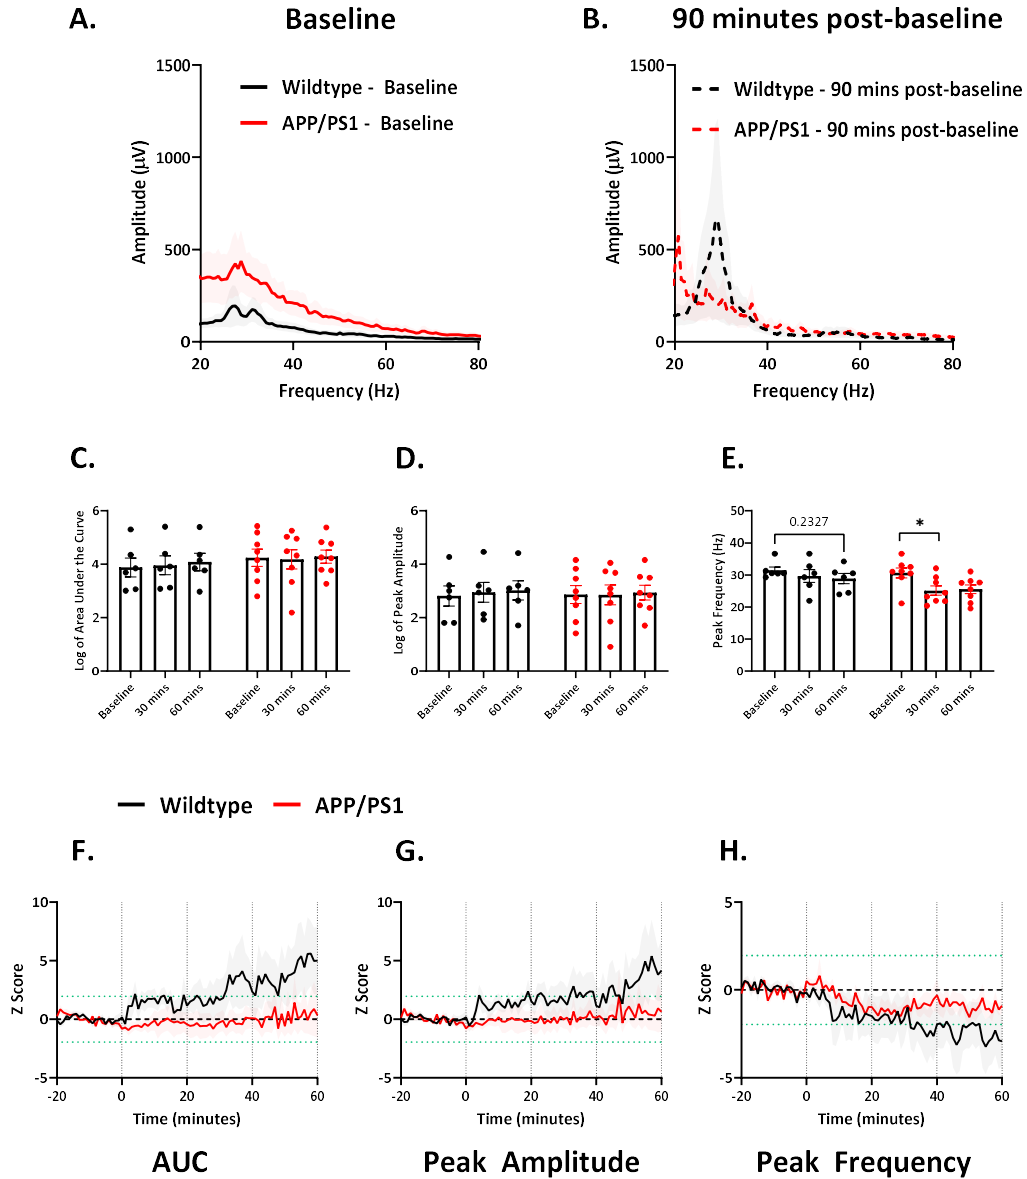 A. Baseline
B. 90 minutes post-baseline
1500
1000
500
0
20 40 60 80
Amplitude (µV)
Frequency (Hz)
Wildtype - Baseline
APP/PS1 - Baseline
1500
1000
500
0
20 40 60 80
Amplitude (µV)
Frequency (Hz)
Wildtype - 90 mins post-baseline
APP/PS1 - 90 mins post-baseline
C.
Log of Area Under the Curve
6
4
2
0
Baseline 30 mins 60 mins Baseline 30 mins 60 mins
D.
Log of Peak Amplitude
6
4
2
0
Baseline 30 mins 60 mins Baseline 30 mins 60 mins
E.
Peak Frequency (Hz)
50
40
30
20
10
0
0.2327
*
Baseline 30 mins 60 mins Baseline 30 mins 60 mins
Wildtype APP/PS1
F.
Z Score
10
5
0
-5
-20 0 20 40 60
Time (minutes)
AUC
G.
Z Score
10
5
0
-5
-20 0 20 40 60
Time (minutes)
Peak Amplitude
H.
Z Score
5
0
-5
-20 0 20 40 60
Time (minutes)
Peak Frequency